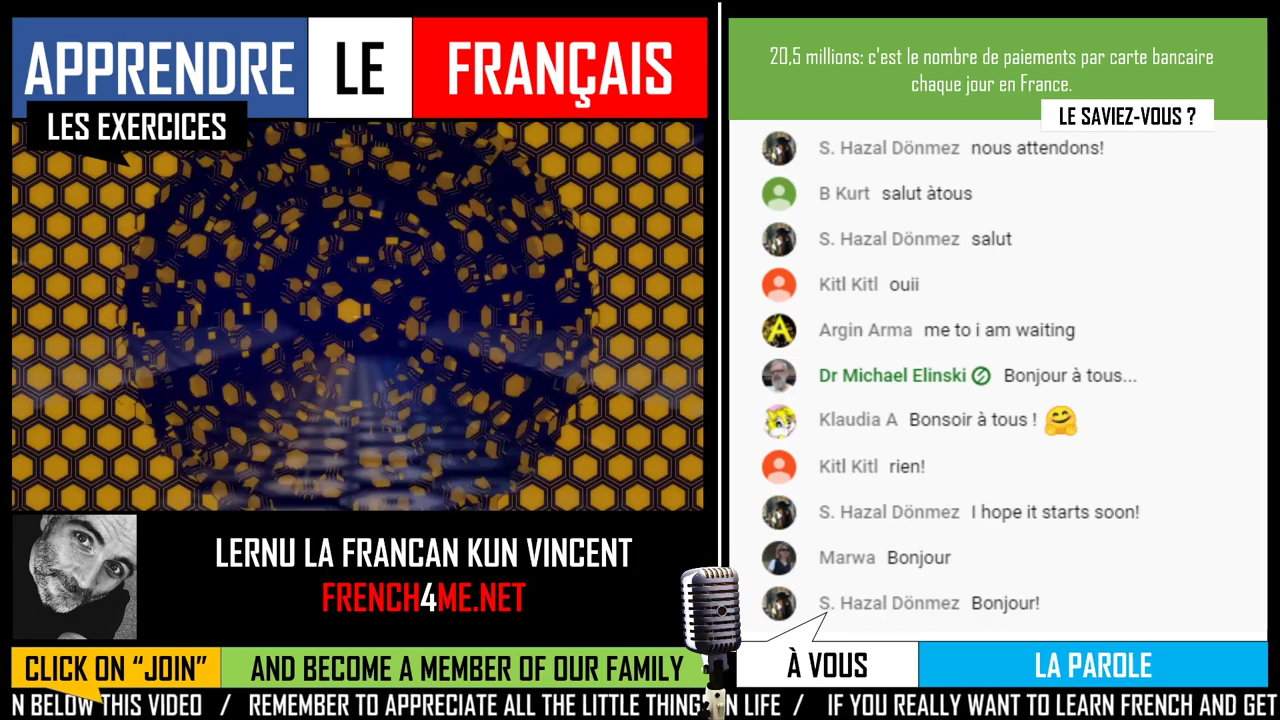 APPRENDRE LE FRANÇAIS
LES EXERCICES
20,5 millions: c'est le nombre de paiements par carte bancaire
chaque jour en France.
LE SAVIEZ-VOUS ?
S. Hazal Dönmez nous attendons!
B Kurt salut àtous
S. Hazal Dönmez salut
Kitl Kitl ouii
Argin Arma me to i am waiting
Dr Michael Elinski Bonjour à tous...
Klaudia A Bonsoir à tous !
Kitl Kitl rien!
S. Hazal Dönmez I hope it starts soon!
Marwa Bonjour
S. Hazal Dönmez Bonjour!
LERNU LA FRANCAN KUN VINCENT
FRENCH4ME.NET
CLICK ON “JOIN” AND BECOME A MEMBER OF OUR FAMILY
À VOUS LA PAROLE
N BELOW THIS VIDEO / REMEMBER TO APPRECIATE ALL THE LITTLE THINGS IN LIFE / IF YOU REALLY WANT TO LEARN FRENCH AND GET